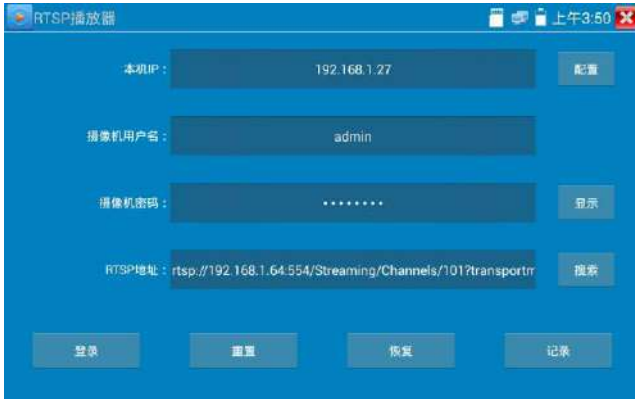 RTSP播放器 上午3:50
本机IP： 192.168.1.27 配置
摄像机用户名： admin
摄像机密码： ········ 显示
RTSP地址： rtsp://192.168.1.64:554/Streaming/Channels/101?transportm 搜索
登录 重置 恢复 记录